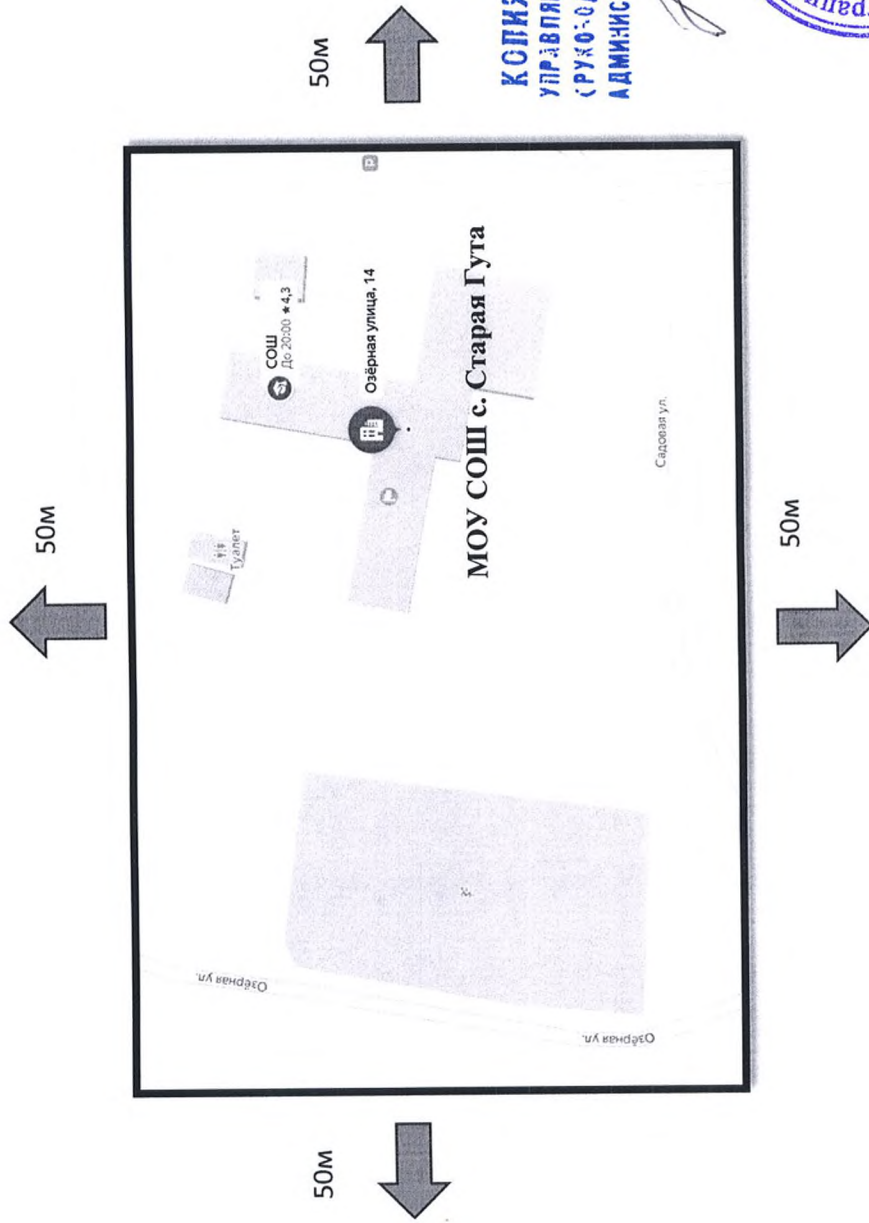 50м
50м
СОШ
До 20:00 ★4,3
Озёрная улица, 14
Туалет
МОУ СОШ с. Старая Гута
Садовая ул.
Озёрная ул.
Озёрная ул.
50м
50м
КОПИЯ